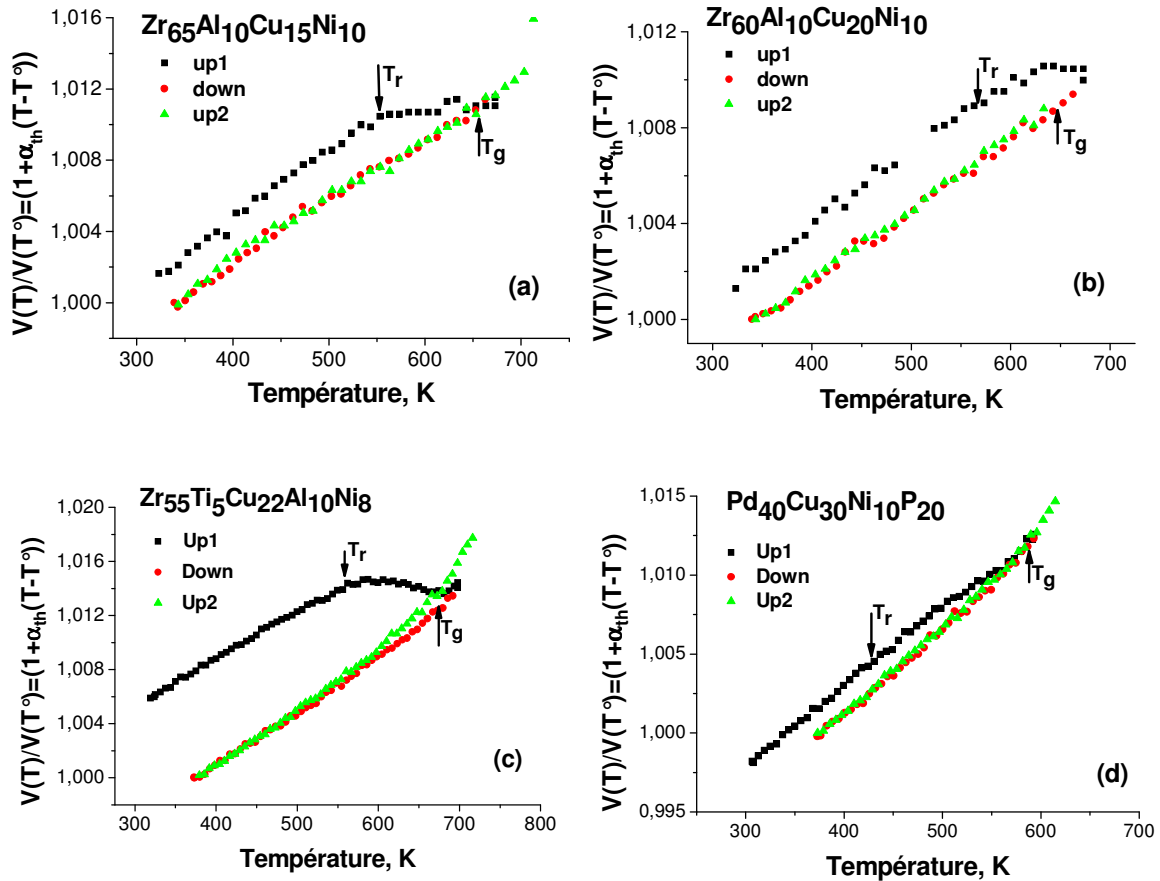 Zr65Al10Cu15Ni10
up1
down
up2
Tr
Tg
(a)
1,016
1,012
1,008
1,004
1,000
300 400 500 600 700
V(T)/V(T°)=(1+αth(T-T°))
Température, K
Zr60Al10Cu20Ni10
up1
down
up2
Tr
Tg
(b)
1,012
1,008
1,004
1,000
300 400 500 600 700
V(T)/V(T°)=(1+αth(T-T°))
Température, K
Zr55Ti5Cu22Al10Ni8
Up1
Down
Up2
Tr
Tg
(c)
1,020
1,016
1,012
1,008
1,004
1,000
300 400 500 600 700 800
V(T)/V(T°)=(1+αth(T-T°))
Température, K
Pd40Cu30Ni10P20
Up1
Down
Up2
Tr
Tg
(d)
1,015
1,010
1,005
1,000
0,995
300 400 500 600 700
V(T)/V(T°)=(1+αth(T-T°))
Température, K